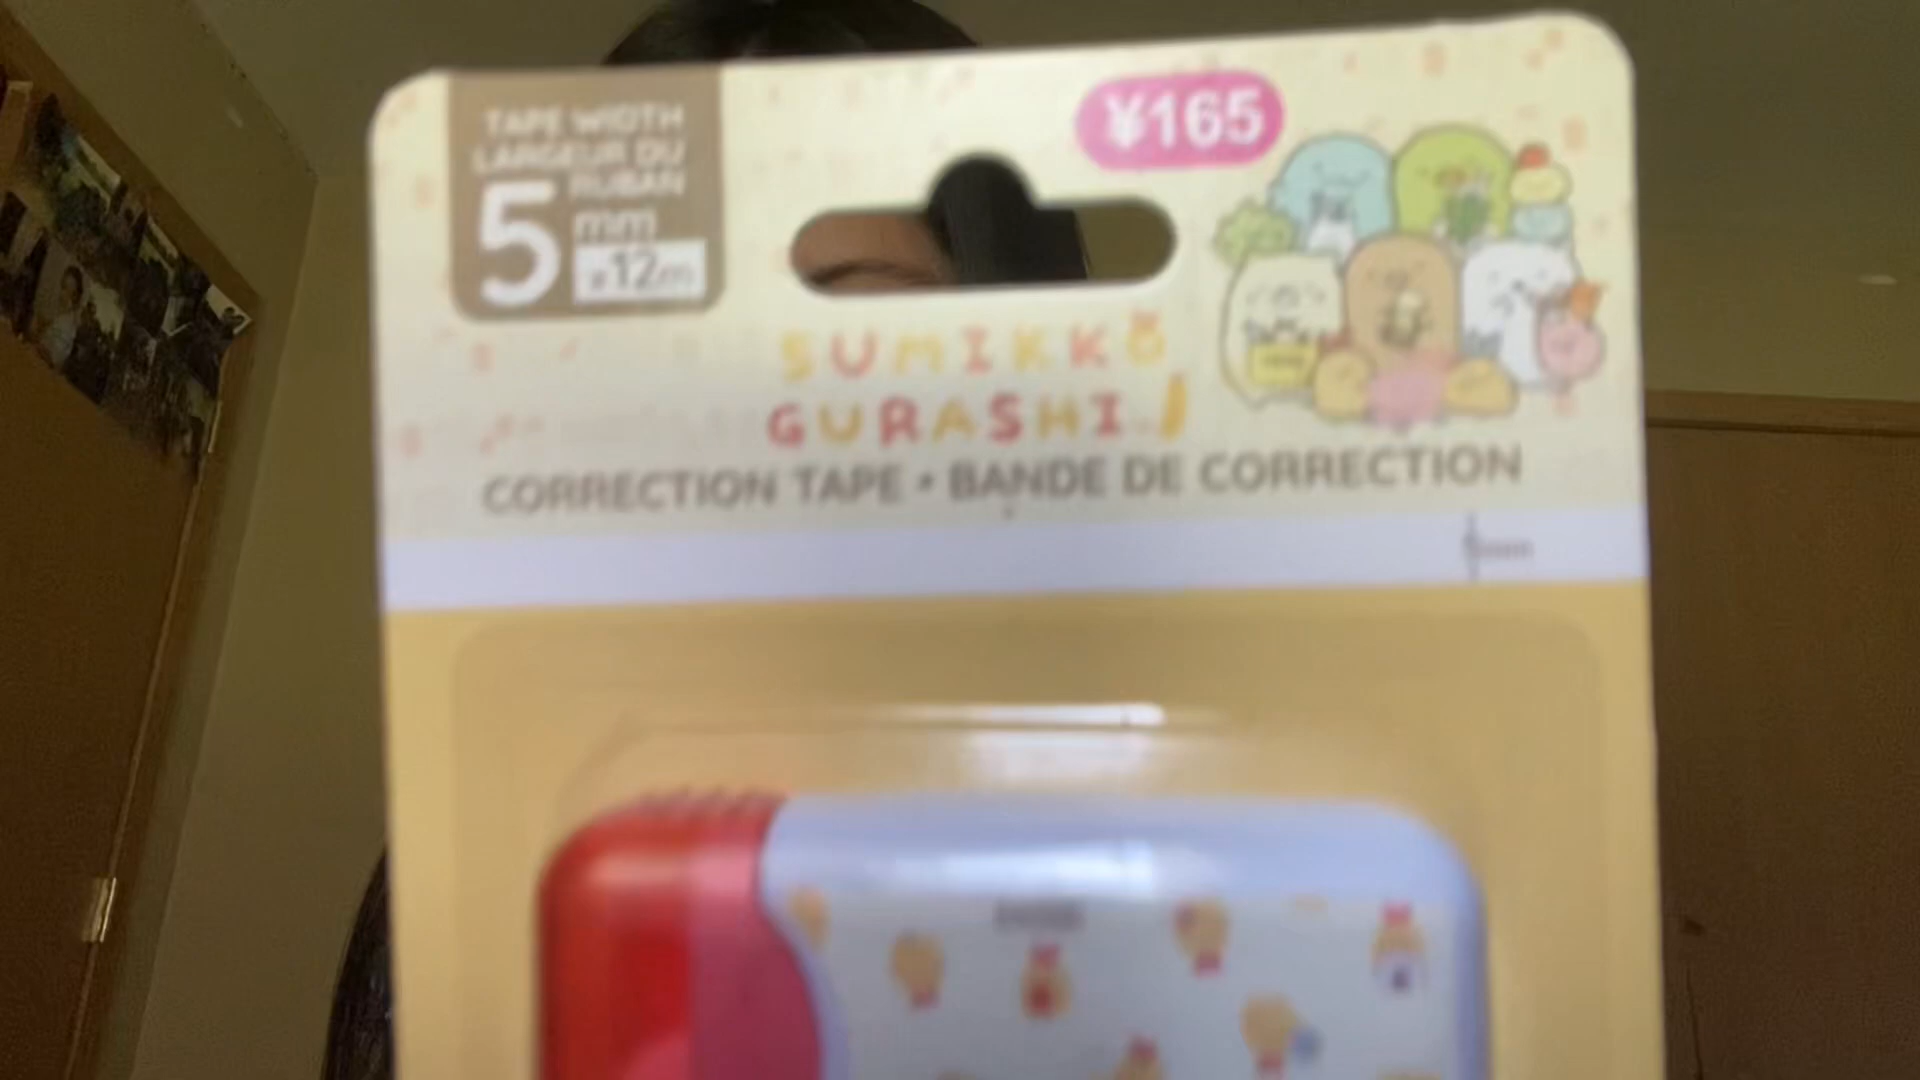 TAPE WIDTH
LARGEUR DU
RUBAN
5 mm
x12m
¥165
SUMIKKO
GURASHI
CORRECTION TAPE • BANDE DE CORRECTION